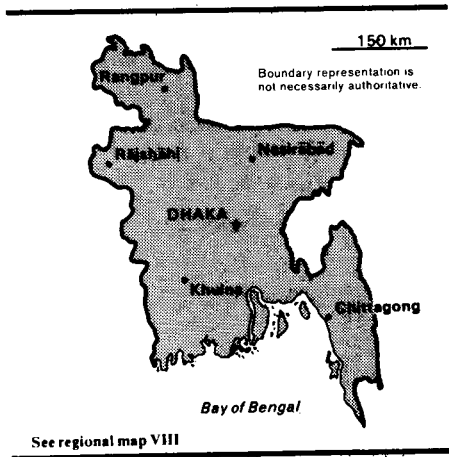 150 km
Boundary representation is
not necessarily authoritative.
Rangpur
Rājshāhi
Nasirābād
DHAKA
Khulna
Chittagong
Bay of Bengal
See regional map VIII